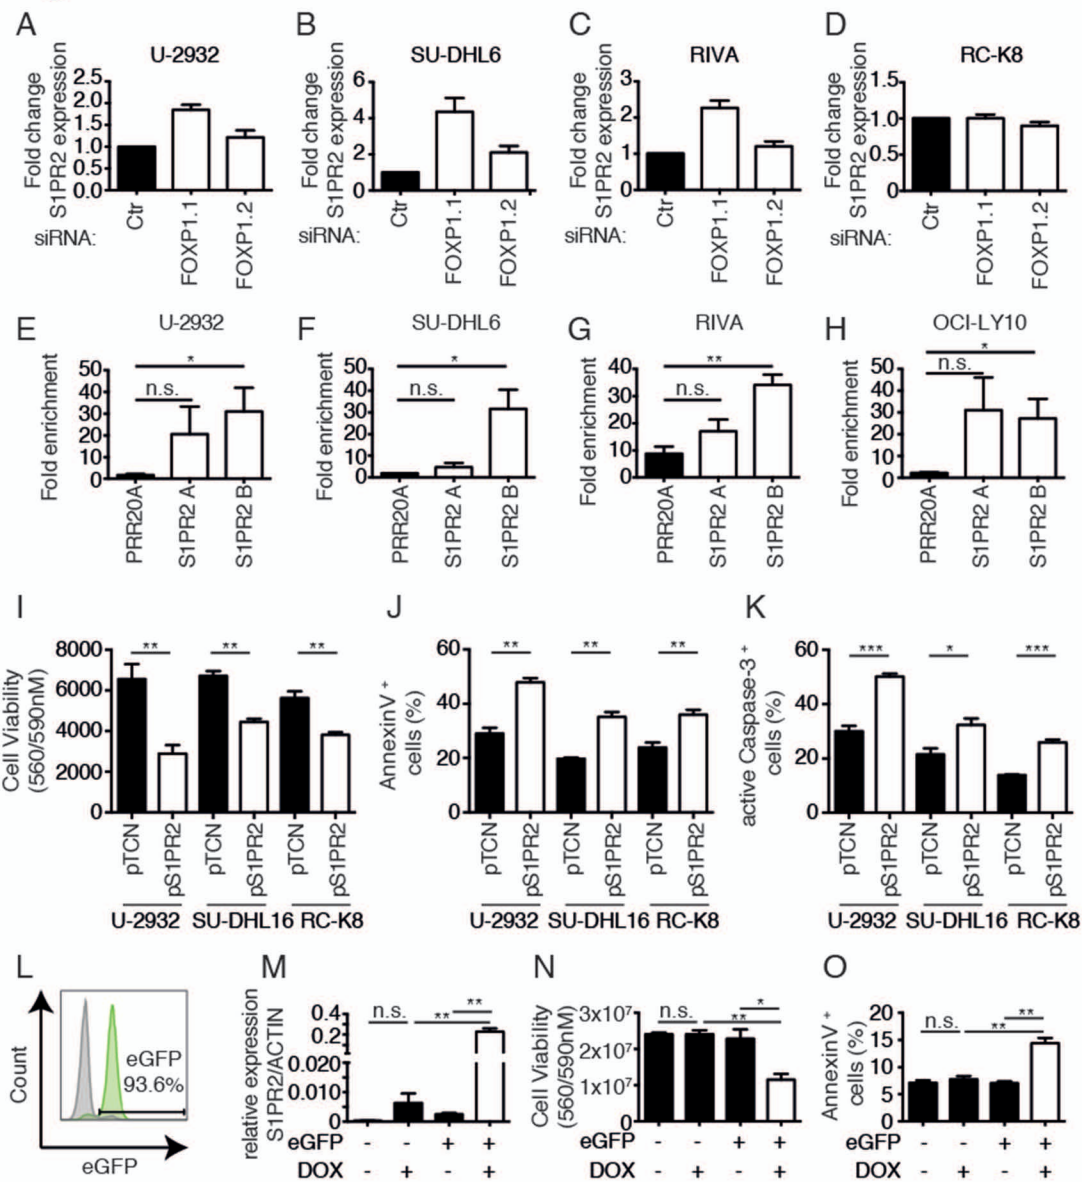 A
U-2932
Fold change
S1PR2 expression
2.5
2.0
1.5
1.0
0.5
0.0
siRNA:
Ctr
FOXP1.1
FOXP1.2
B
SU-DHL6
Fold change
S1PR2 expression
6
4
2
0
siRNA:
Ctr
FOXP1.1
FOXP1.2
C
RIVA
Fold change
S1PR2 expression
3
2
1
0
siRNA:
Ctr
FOXP1.1
FOXP1.2
D
RC-K8
Fold change
S1PR2 expression
1.5
1.0
0.5
0
siRNA:
Ctr
FOXP1.1
FOXP1.2
E
U-2932
Fold enrichment
50
40
30
20
10
0
*
n.s.
PRR20A
S1PR2 A
S1PR2 B
F
SU-DHL6
Fold enrichment
50
40
30
20
10
0
*
n.s.
PRR20A
S1PR2 A
S1PR2 B
G
RIVA
Fold enrichment
40
30
20
10
0
**
n.s.
PRR20A
S1PR2 A
S1PR2 B
H
OCI-LY10
Fold enrichment
50
40
30
20
10
0
*
n.s.
PRR20A
S1PR2 A
S1PR2 B
I
Cell Viability
(560/590nM)
8000
6000
4000
2000
0
** ** **
pTCN
pS1PR2
pTCN
pS1PR2
pTCN
pS1PR2
U-2932 SU-DHL16 RC-K8
J
AnnexinV +
cells (%)
60
40
20
0
** ** **
pTCN
pS1PR2
pTCN
pS1PR2
pTCN
pS1PR2
U-2932 SU-DHL16 RC-K8
K
active Caspase-3 +
cells (%)
60
40
20
0
*** * ***
pTCN
pS1PR2
pTCN
pS1PR2
pTCN
pS1PR2
U-2932 SU-DHL16 RC-K8
L
Count
eGFP
93.6%
eGFP
M
relative expression
S1PR2/ACTIN
0.4
0.2
0.020
0.010
0
n.s. ** **
eGFP - - + +
DOX - + - +
N
Cell Viability
(560/590nM)
3x10⁷
2x10⁷
1x10⁷
0
n.s. ** *
eGFP - - + +
DOX - + - +
O
AnnexinV +
cells (%)
20
15
10
5
0
n.s. ** **
eGFP - - + +
DOX - + - +